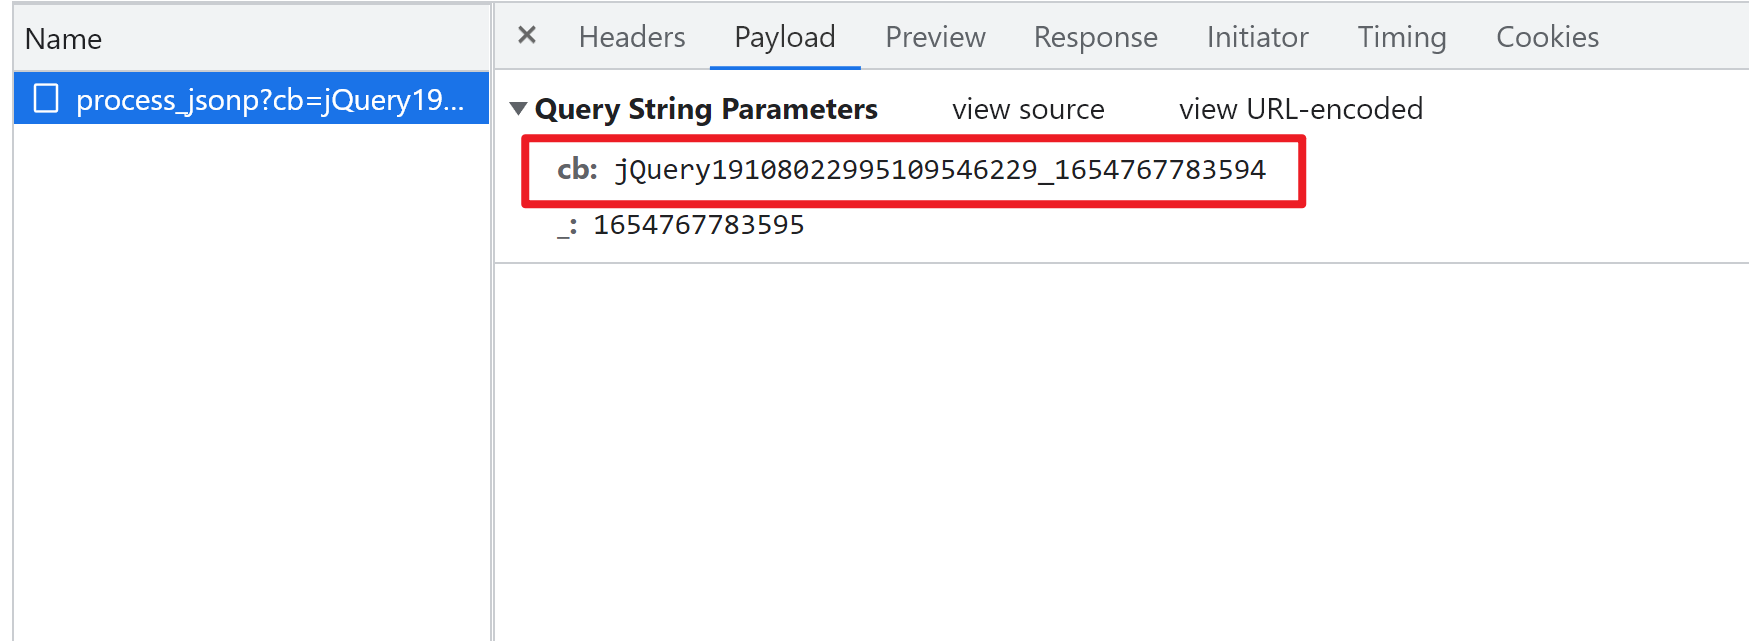 Name
process_jsonp?cb=jQuery19...
× Headers Payload Preview Response Initiator Timing Cookies
▼ Query String Parameters view source view URL-encoded
cb: jQuery19108022995109546229_1654767783594
_: 1654767783595